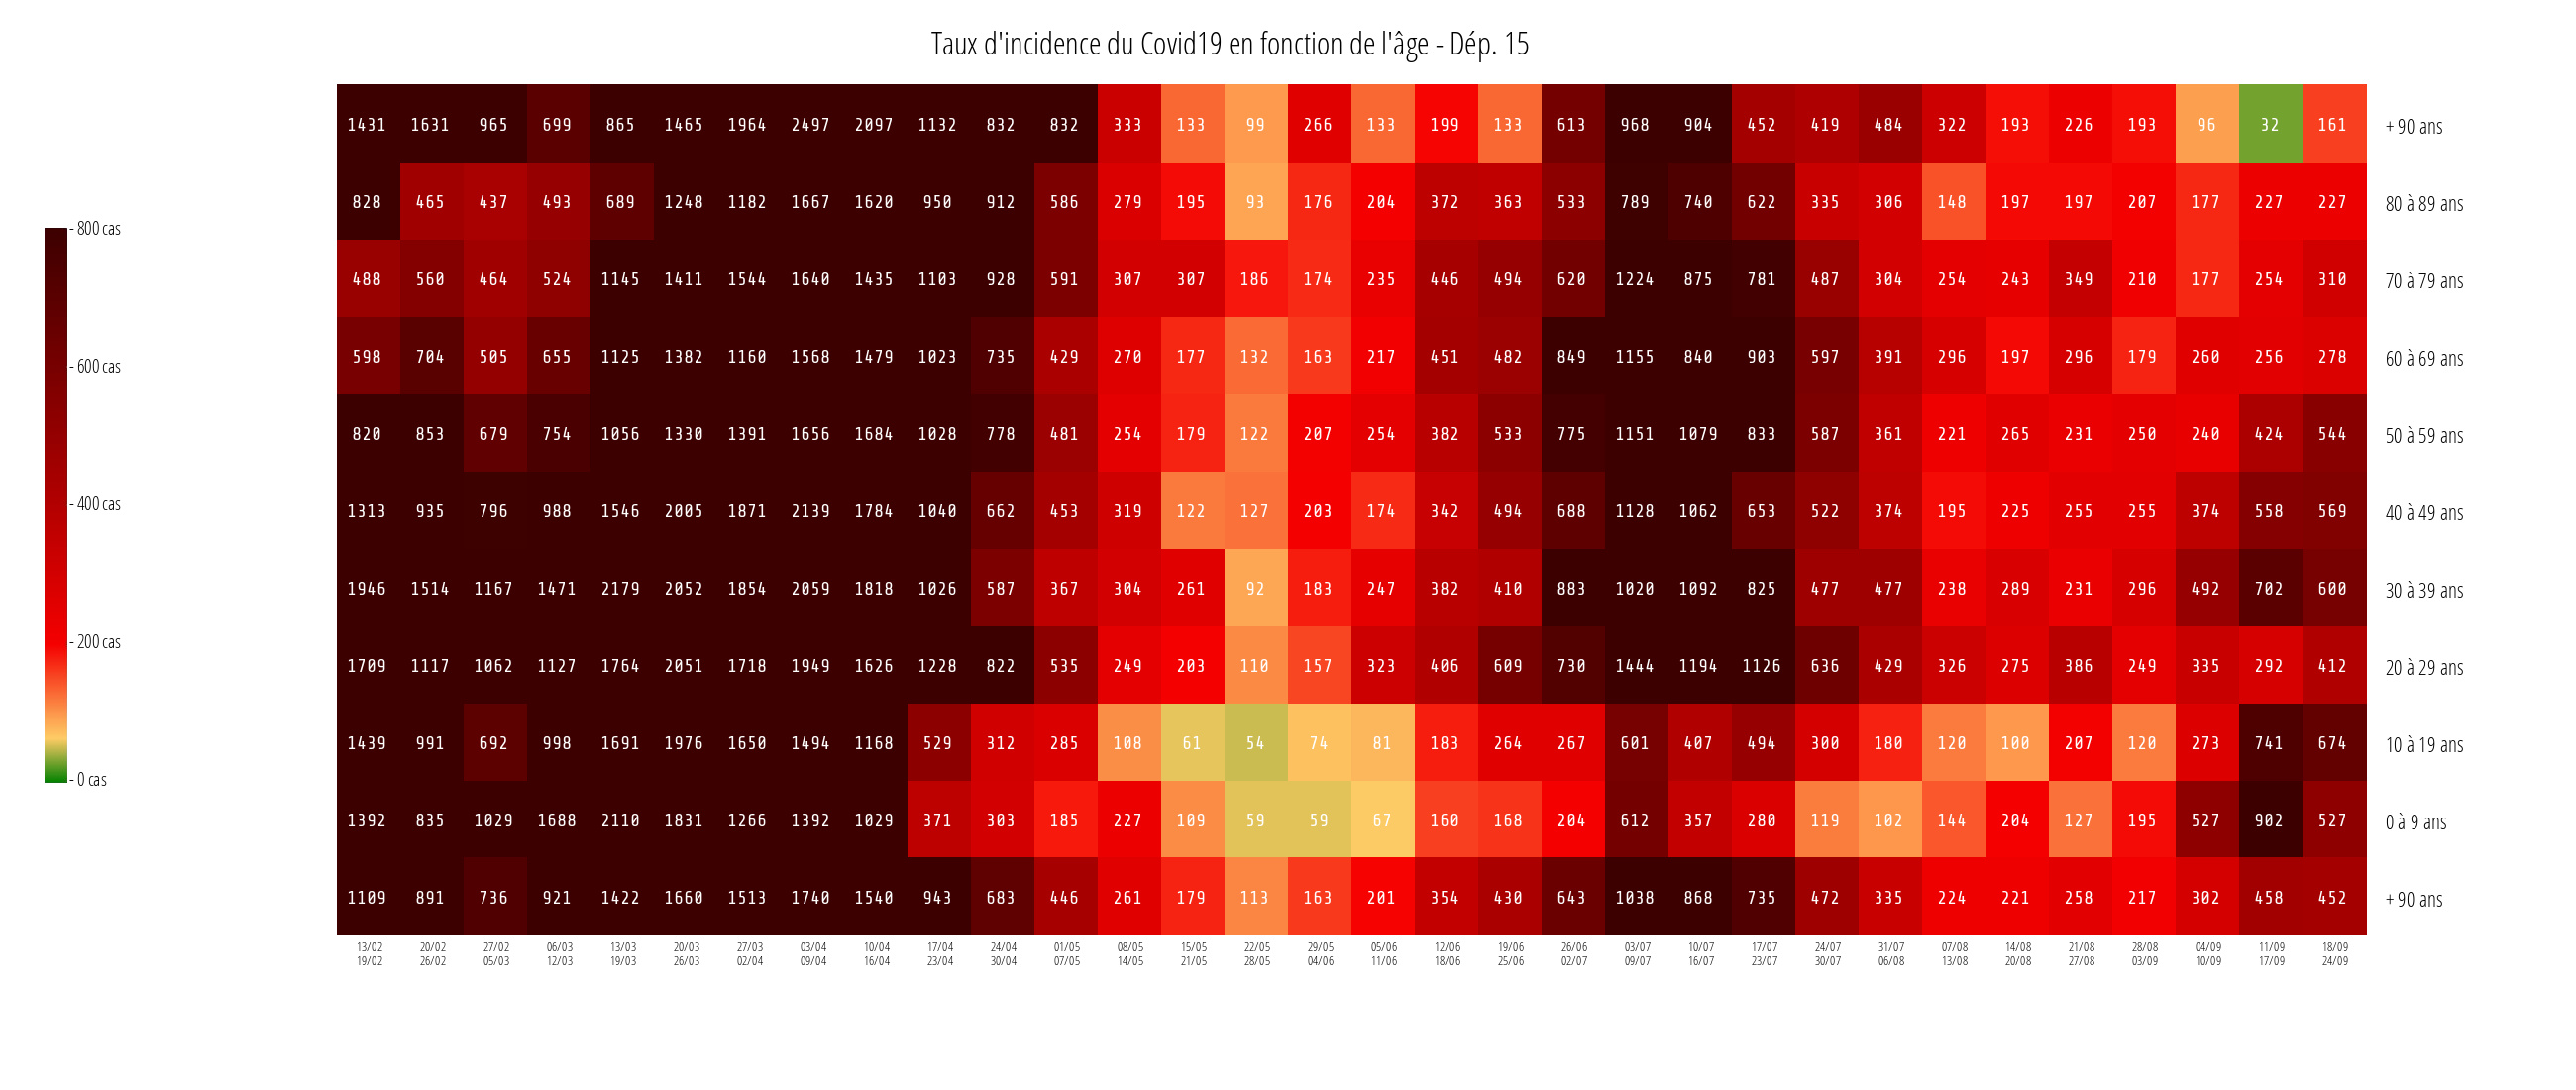 Taux d'incidence du Covid19 en fonction de l'âge - Dép. 15
- 800 cas
- 600 cas
- 400 cas
- 200 cas
- 0 cas
1431 1631 965 699 865 1465 1964 2497 2097 1132 832 832 333 133 99 266 133 199 133 613 968 904 452 419 484 322 193 226 193 96 32 161 + 90 ans
828 465 437 493 689 1248 1182 1667 1620 950 912 586 279 195 93 176 204 372 363 533 789 740 622 335 306 148 197 197 207 177 227 227 80 à 89 ans
488 560 464 524 1145 1411 1544 1640 1435 1103 928 591 307 307 186 174 235 446 494 620 1224 875 781 487 304 254 243 349 210 177 254 310 70 à 79 ans
598 704 505 655 1125 1382 1160 1568 1479 1023 735 429 270 177 132 163 217 451 482 849 1155 840 903 597 391 296 197 296 179 260 256 278 60 à 69 ans
820 853 679 754 1056 1330 1391 1656 1684 1028 778 481 254 179 122 207 254 382 533 775 1151 1079 833 587 361 221 265 231 250 240 424 544 50 à 59 ans
1313 935 796 988 1546 2005 1871 2139 1784 1040 662 453 319 122 127 203 174 342 494 688 1128 1062 653 522 374 195 225 255 255 374 558 569 40 à 49 ans
1946 1514 1167 1471 2179 2052 1854 2059 1818 1026 587 367 304 261 92 183 247 382 410 883 1020 1092 825 477 477 238 289 231 296 492 702 600 30 à 39 ans
1709 1117 1062 1127 1764 2051 1718 1949 1626 1228 822 535 249 203 110 157 323 406 609 730 1444 1194 1126 636 429 326 275 386 249 335 292 412 20 à 29 ans
1439 991 692 998 1691 1976 1650 1494 1168 529 312 285 108 61 54 74 81 183 264 267 601 407 494 300 180 120 100 207 120 273 741 674 10 à 19 ans
1392 835 1029 1688 2110 1831 1266 1392 1029 371 303 185 227 109 59 59 67 160 168 204 612 357 280 119 102 144 204 127 195 527 902 527 0 à 9 ans
1109 891 736 921 1422 1660 1513 1740 1540 943 683 446 261 179 113 163 201 354 430 643 1038 868 735 472 335 224 221 258 217 302 458 452 + 90 ans
13/02 20/02 27/02 06/03 13/03 20/03 27/03 03/04 10/04 17/04 24/04 01/05 08/05 15/05 22/05 29/05 05/06 12/06 19/06 26/06 03/07 10/07 17/07 24/07 31/07 07/08 14/08 21/08 28/08 04/09 11/09 18/09
19/02 26/02 05/03 12/03 19/03 26/03 02/04 09/04 16/04 23/04 30/04 07/05 14/05 21/05 28/05 04/06 11/06 18/06 25/06 02/07 09/07 16/07 23/07 30/07 06/08 13/08 20/08 27/08 03/09 10/09 17/09 24/09